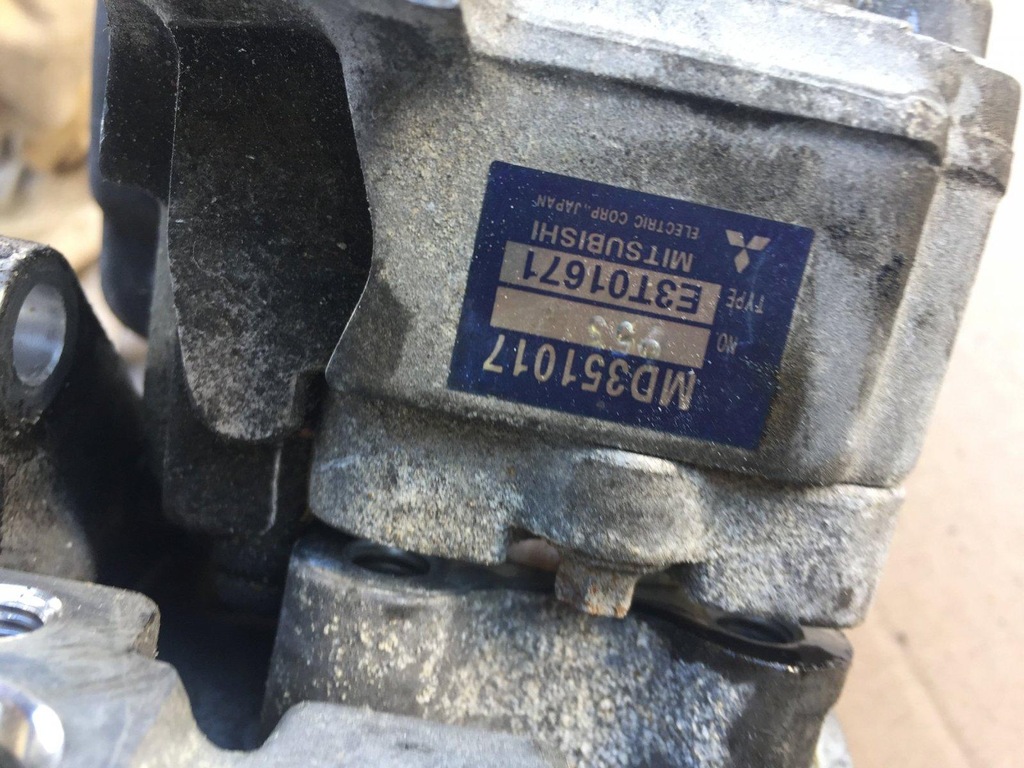 MD351017
NO
TYPE E3T01671
MITSUBISHI
ELECTRIC CORP., JAPAN